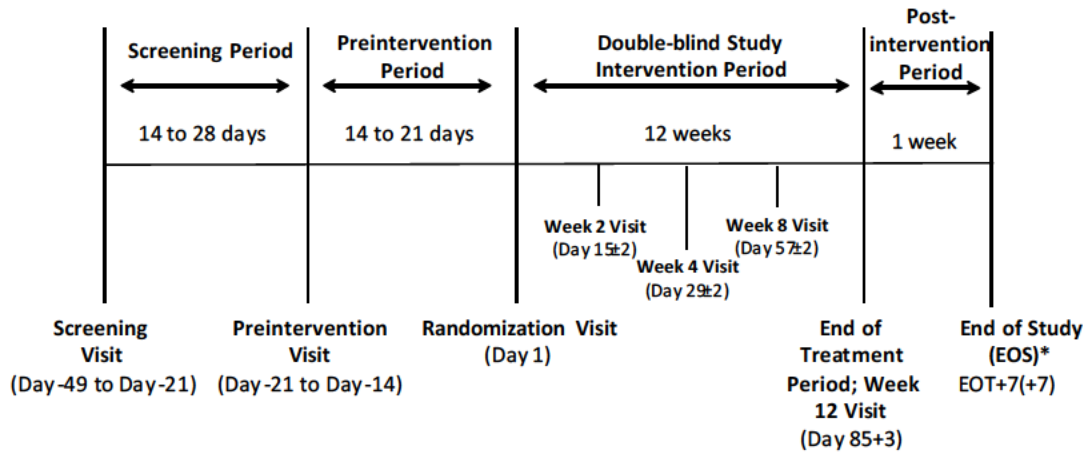 Screening Period
Preintervention
Period
Double-blind Study
Intervention Period
Post-
intervention
Period
14 to 28 days
14 to 21 days
12 weeks
1 week
Week 2 Visit
(Day 15±2)
Week 4 Visit
(Day 29±2)
Week 8 Visit
(Day 57±2)
Screening
Visit
(Day-49 to Day-21)
Preintervention
Visit
(Day-21 to Day-14)
Randomization Visit
(Day 1)
End of
Treatment
Period; Week
12 Visit
(Day 85+3)
End of Study
(EOS)*
EOT+7(+7)